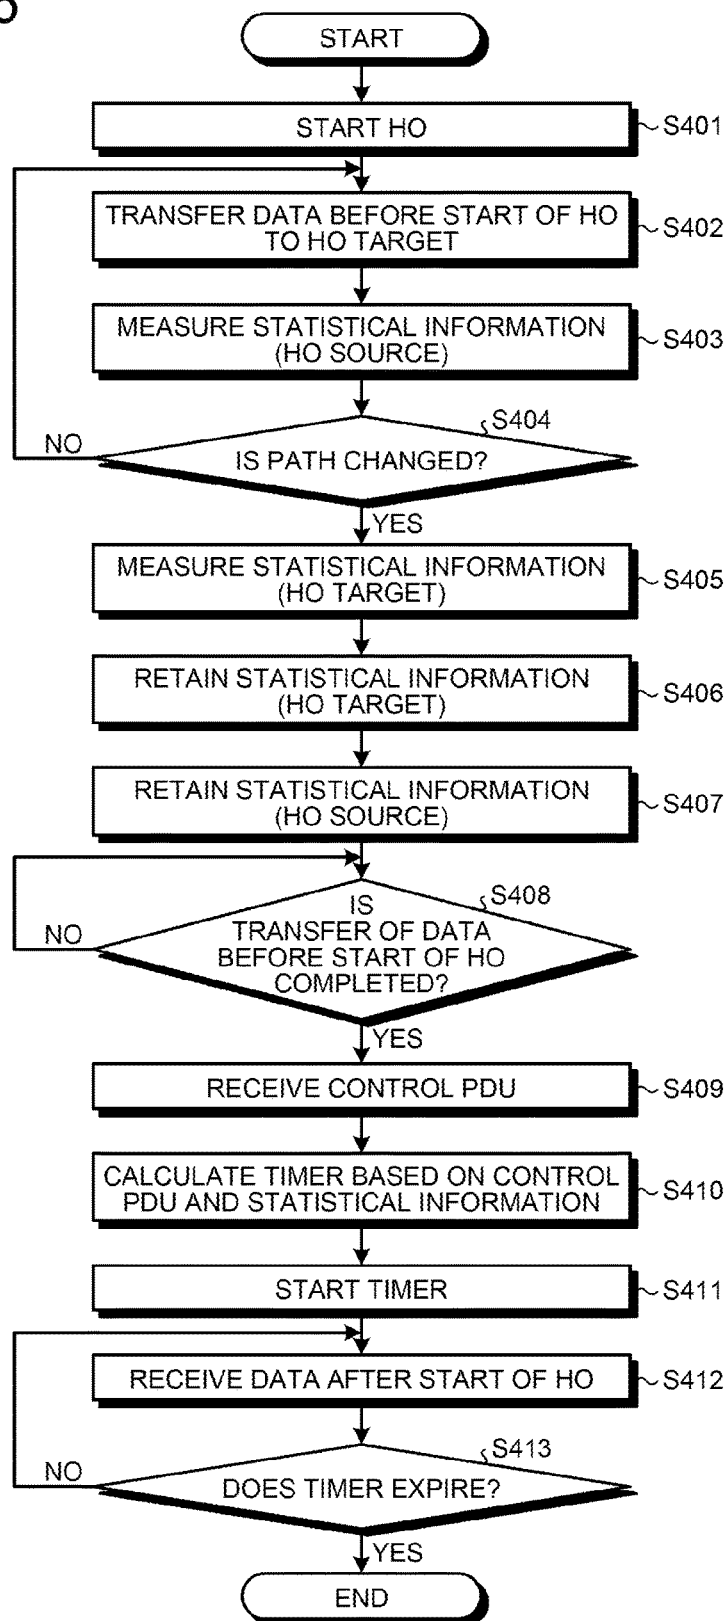 START
START HO
S401
TRANSFER DATA BEFORE START OF HO
TO HO TARGET
S402
MEASURE STATISTICAL INFORMATION
(HO SOURCE)
S403
S404
NO
IS PATH CHANGED?
YES
MEASURE STATISTICAL INFORMATION
(HO TARGET)
S405
RETAIN STATISTICAL INFORMATION
(HO TARGET)
S406
RETAIN STATISTICAL INFORMATION
(HO SOURCE)
S407
S408
NO
IS
TRANSFER OF DATA
BEFORE START OF HO
COMPLETED?
YES
RECEIVE CONTROL PDU
S409
CALCULATE TIMER BASED ON CONTROL
PDU AND STATISTICAL INFORMATION
S410
START TIMER
S411
RECEIVE DATA AFTER START OF HO
S412
S413
NO
DOES TIMER EXPIRE?
YES
END